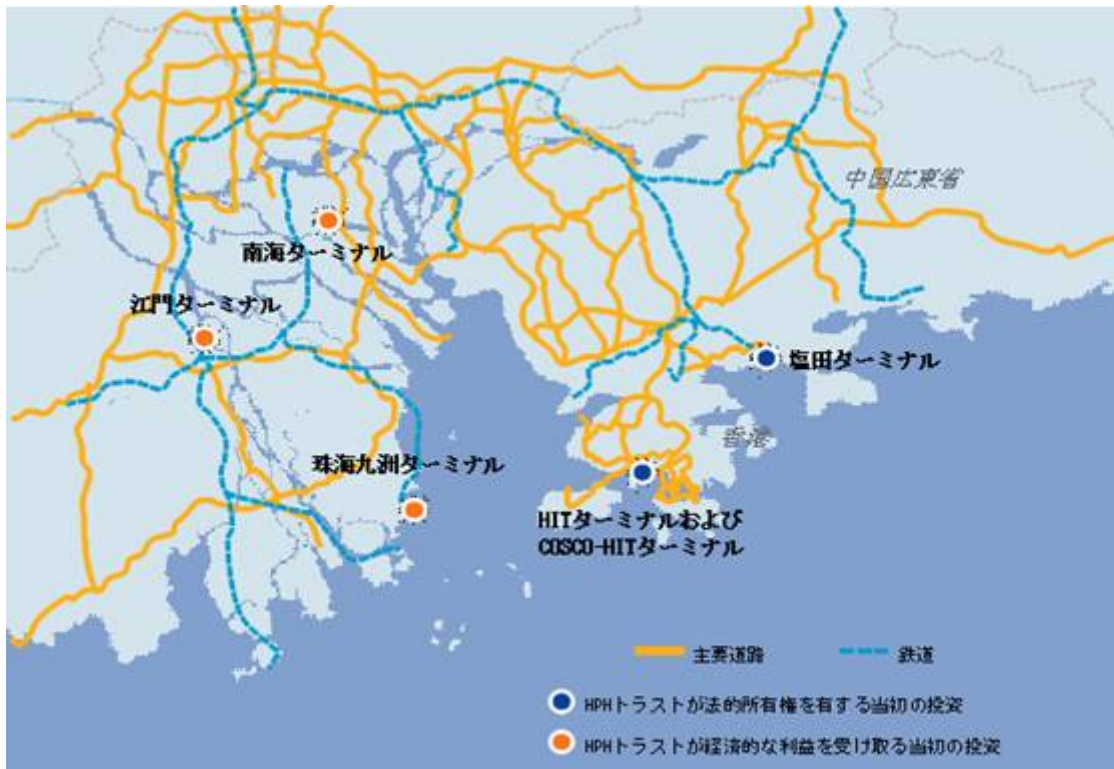 中国広東省
南海ターミナル
江門ターミナル
塩田ターミナル
香港
珠海九洲ターミナル
HITターミナルおよび
COSCO-HITターミナル
主要道路
鉄道
HPHトラストが法的所有権を有する当初の投資
HPHトラストが経済的な利益を受け取る当初の投資